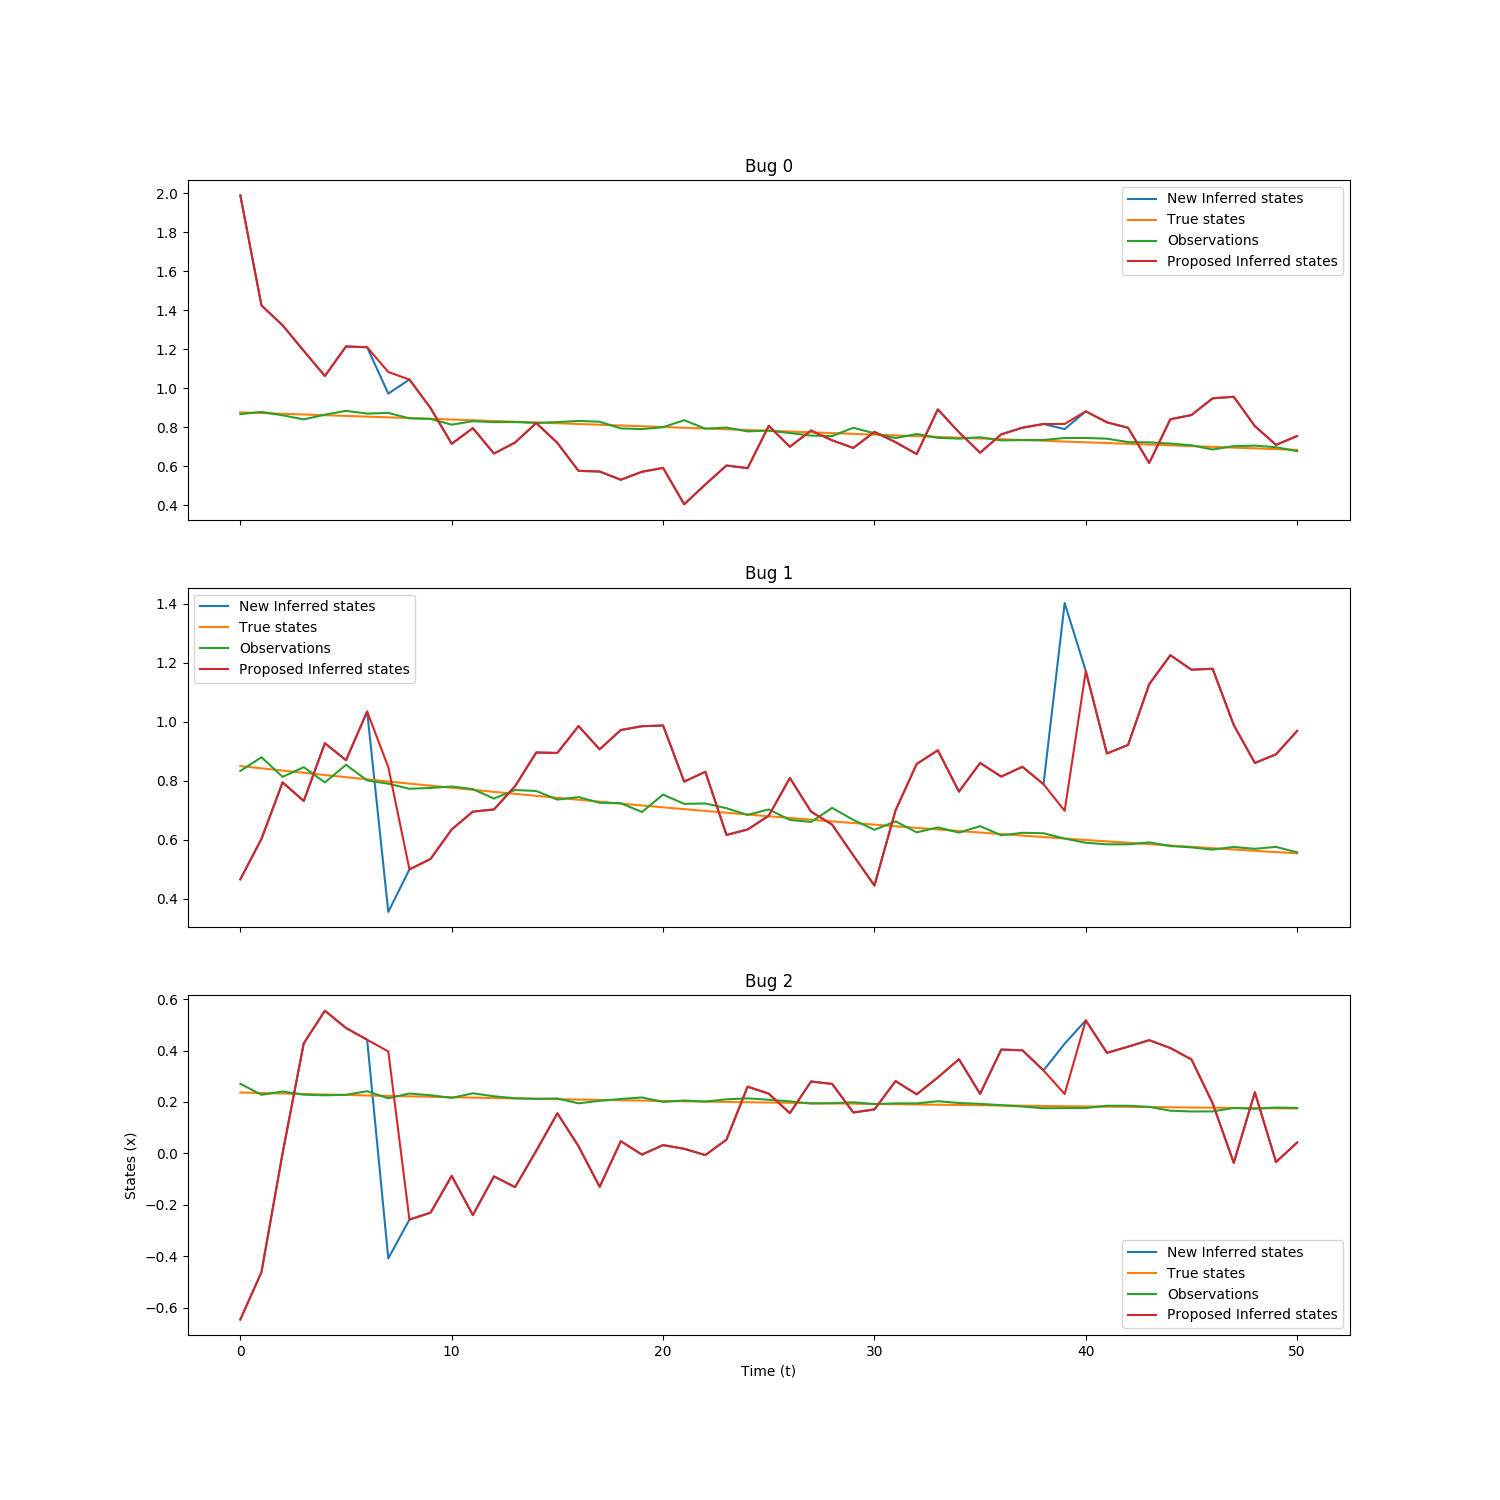 Bug 0
2.0
1.8
1.6
1.4
1.2
1.0
0.8
0.6
0.4
New Inferred states
True states
Observations
Proposed Inferred states
Bug 1
1.4
1.2
1.0
0.8
0.6
0.4
New Inferred states
True states
Observations
Proposed Inferred states
Bug 2
States (x)
0.6
0.4
0.2
0.0
−0.2
−0.4
−0.6
New Inferred states
True states
Observations
Proposed Inferred states
0 10 20 30 40 50
Time (t)